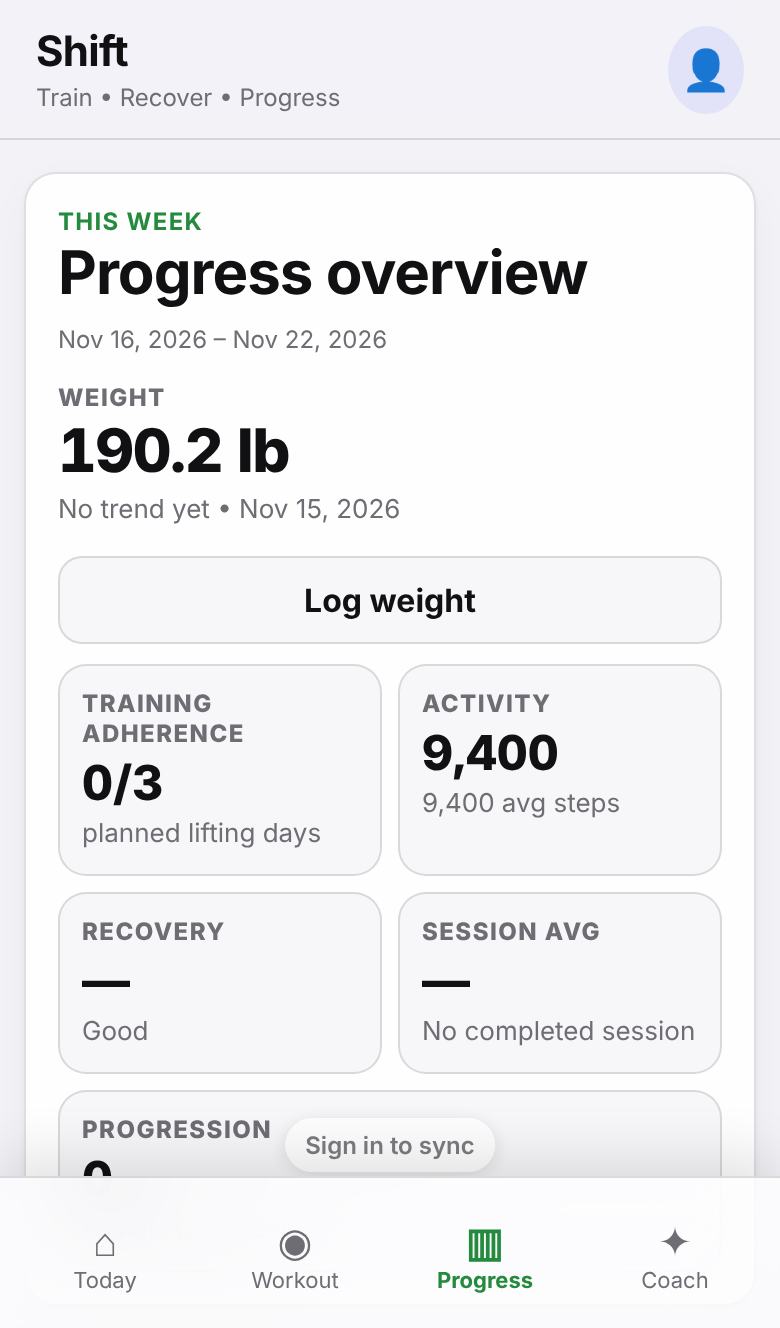 Shift
Train • Recover • Progress
THIS WEEK
Progress overview
Nov 16, 2026 – Nov 22, 2026
WEIGHT
190.2 lb
No trend yet • Nov 15, 2026
Log weight
TRAINING
ADHERENCE
0/3
planned lifting days
ACTIVITY
9,400
9,400 avg steps
RECOVERY
—
Good
SESSION AVG
—
No completed session
PROGRESSION
0
Sign in to sync
Today
Workout
Progress
Coach